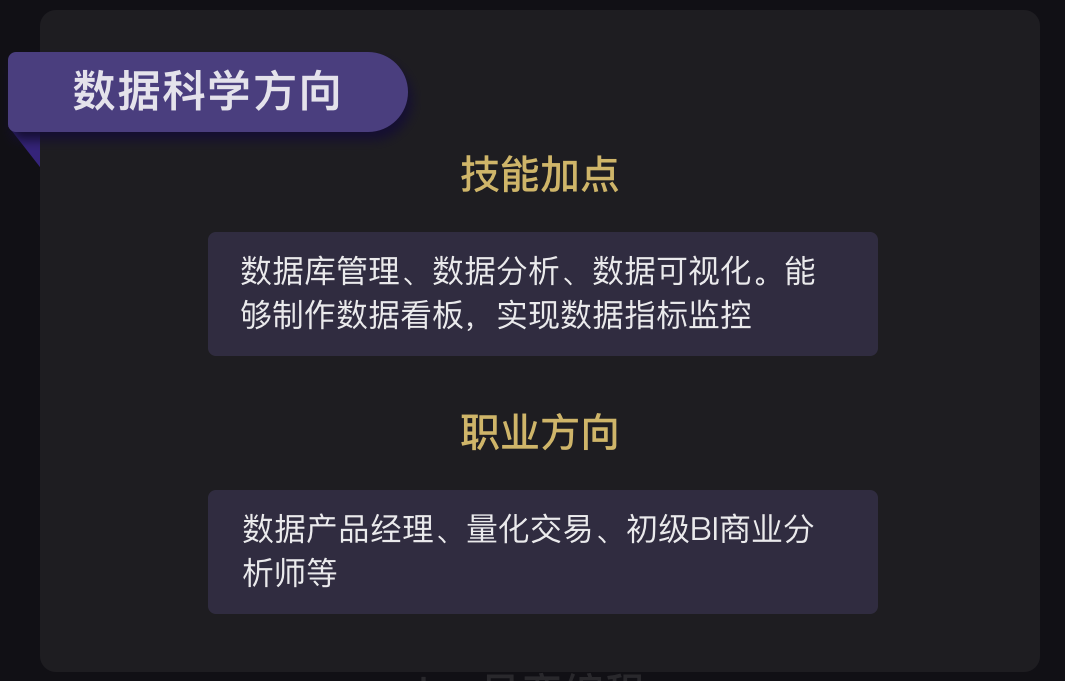 数据科学方向
技能加点
数据库管理、数据分析、数据可视化。能
够制作数据看板，实现数据指标监控
职业方向
数据产品经理、量化交易、初级BI商业分
析师等